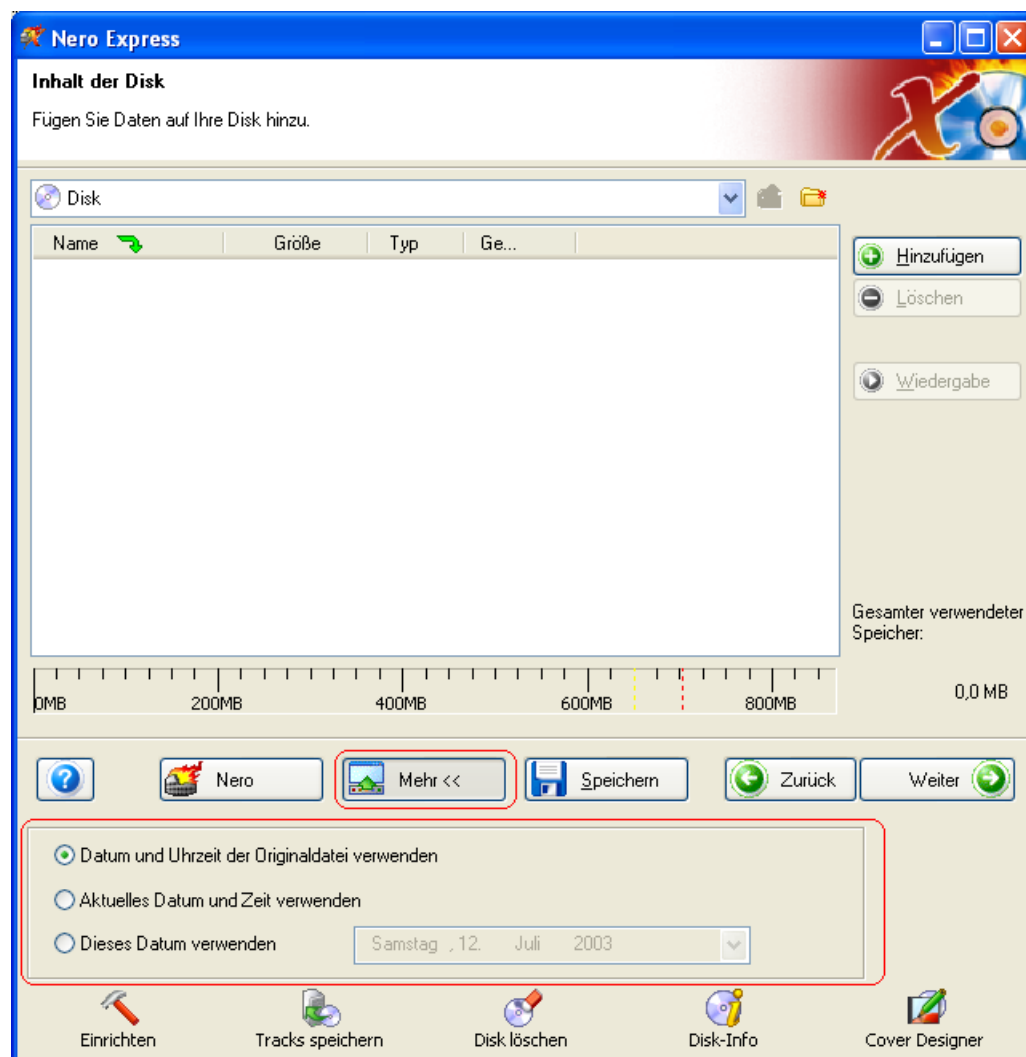 Nero Express
Inhalt der Disk
Fügen Sie Daten auf Ihre Disk hinzu.
Disk
Name Größe Typ Ge...
Hinzufügen
Löschen
Wiedergabe
Gesamter verwendeter
Speicher:
0MB 200MB 400MB 600MB 800MB
0,0 MB
Nero Mehr << Speichern Zurück Weiter
Datum und Uhrzeit der Originaldatei verwenden
Aktuelles Datum und Zeit verwenden
Dieses Datum verwenden Samstag , 12. Juli 2003
Einrichten Tracks speichern Disk löschen Disk-Info Cover Designer